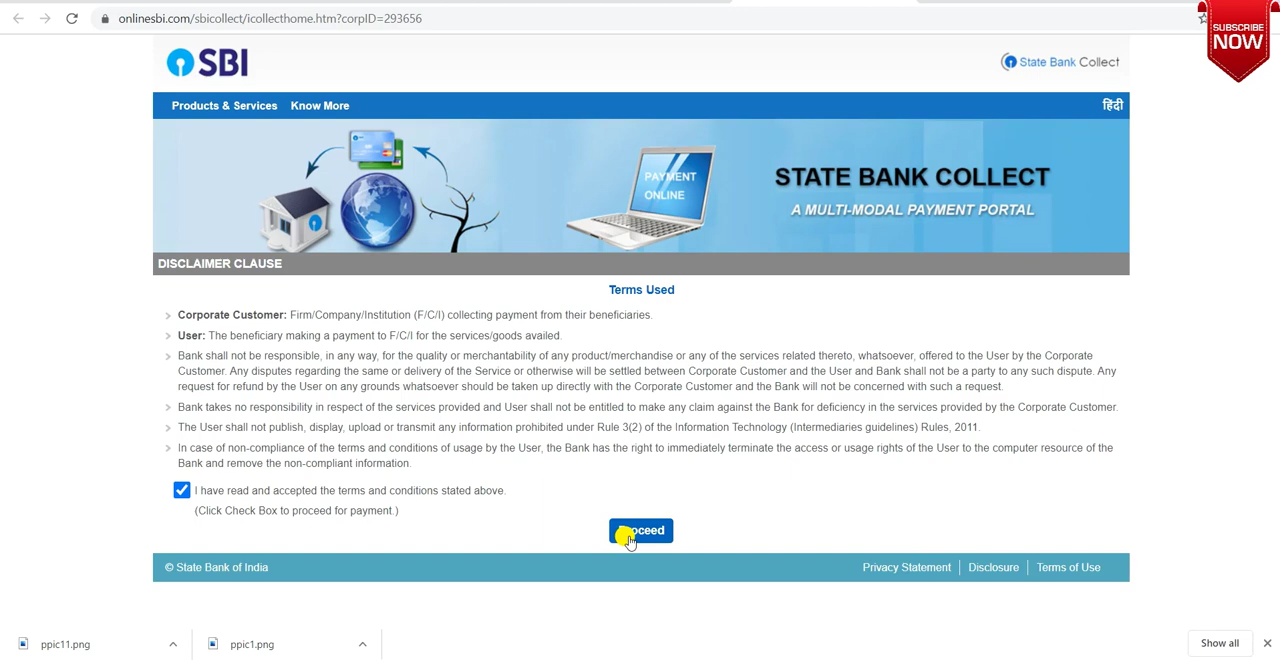 onlinesbi.com/sbicollect/icollecthome.htm?corpID=293656
SUBSCRIBE
NOW
SBI
State Bank Collect
Products & Services Know More हिंदी
PAYMENT
ONLINE
STATE BANK COLLECT
A MULTI-MODAL PAYMENT PORTAL
DISCLAIMER CLAUSE
Terms Used
Corporate Customer: Firm/Company/Institution (F/C/I) collecting payment from their beneficiaries.
User: The beneficiary making a payment to F/C/I for the services/goods availed.
Bank shall not be responsible, in any way, for the quality or merchantability of any product/merchandise or any of the services related thereto, whatsoever, offered to the User by the Corporate
Customer. Any disputes regarding the same or delivery of the Service or otherwise will be settled between Corporate Customer and the User and Bank shall not be a party to any such dispute. Any
request for refund by the User on any grounds whatsoever should be taken up directly with the Corporate Customer and the Bank will not be concerned with such a request.
Bank takes no responsibility in respect of the services provided and User shall not be entitled to make any claim against the Bank for deficiency in the services provided by the Corporate Customer.
The User shall not publish, display, upload or transmit any information prohibited under Rule 3(2) of the Information Technology (Intermediaries guidelines) Rules, 2011.
In case of non-compliance of the terms and conditions of usage by the User, the Bank has the right to immediately terminate the access or usage rights of the User to the computer resource of the
Bank and remove the non-compliant information.
I have read and accepted the terms and conditions stated above.
(Click Check Box to proceed for payment.)
Proceed
© State Bank of India Privacy Statement Disclosure Terms of Use
ppic11.png ppic1.png Show all